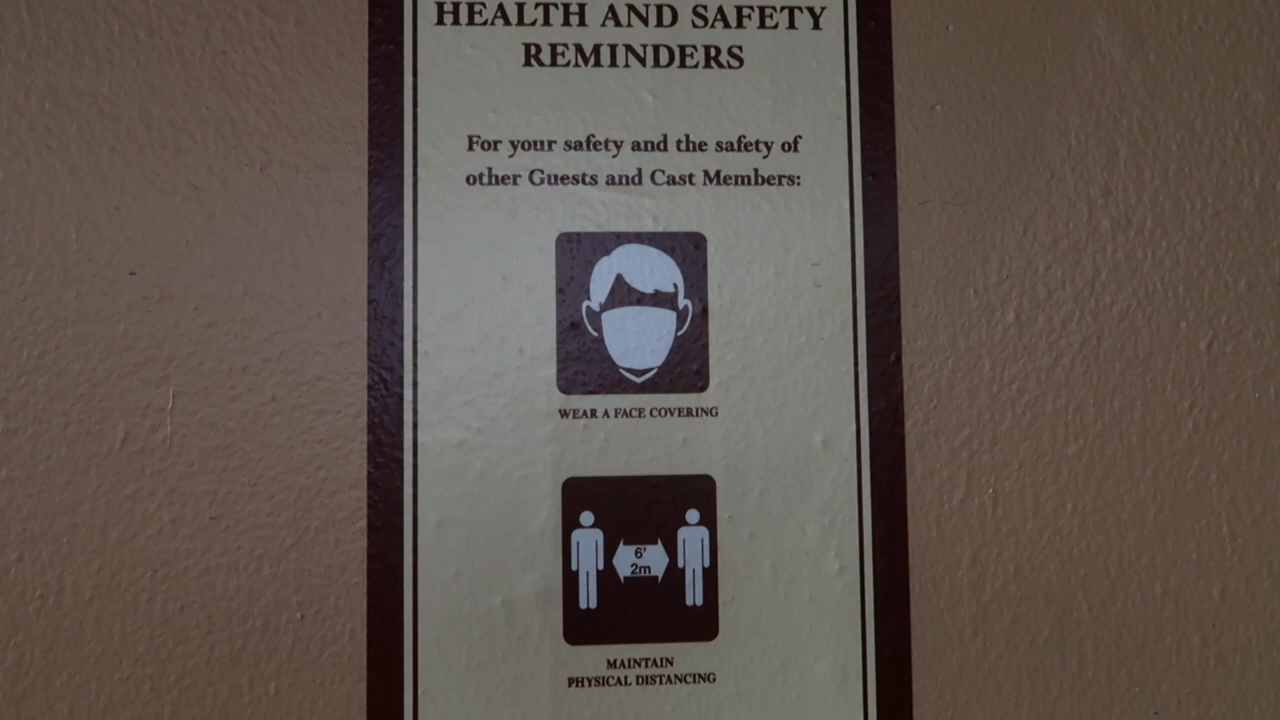 HEALTH AND SAFETY
REMINDERS
For your safety and the safety of
other Guests and Cast Members:
WEAR A FACE COVERING
6'
2m
MAINTAIN
PHYSICAL DISTANCING